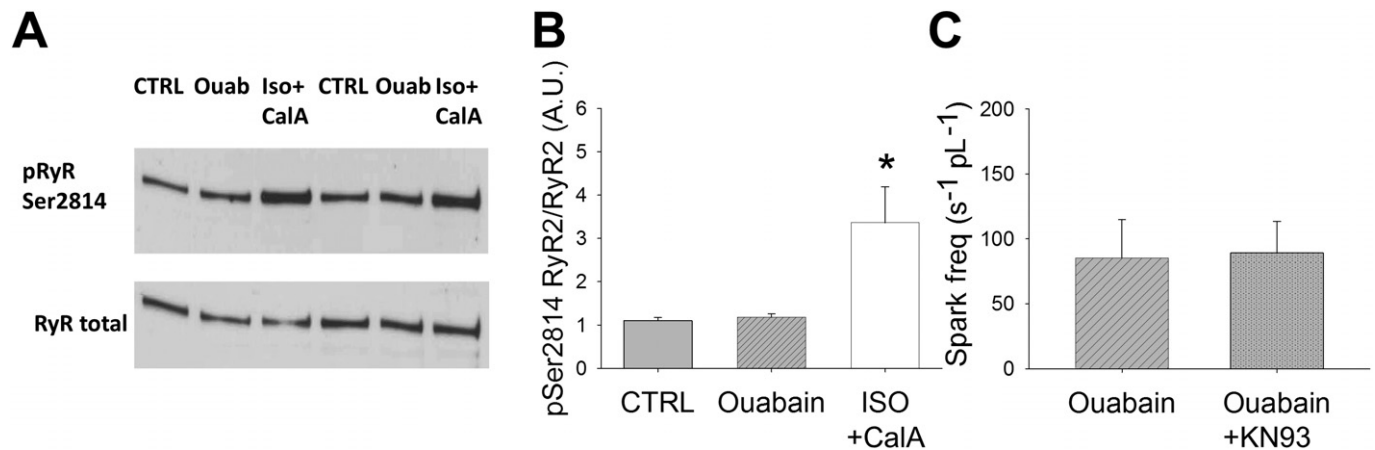 A
CTRL Ouab Iso+ CTRL Ouab Iso+
CalA CalA
pRyR
Ser2814
RyR total
B
pSer2814 RyR2/RyR2 (A.U.)
6
5
4
3
2
1
0
*
CTRL Ouabain ISO
+CalA
C
Spark freq (s-1 pL-1)
200
150
100
50
0
Ouabain Ouabain
+KN93